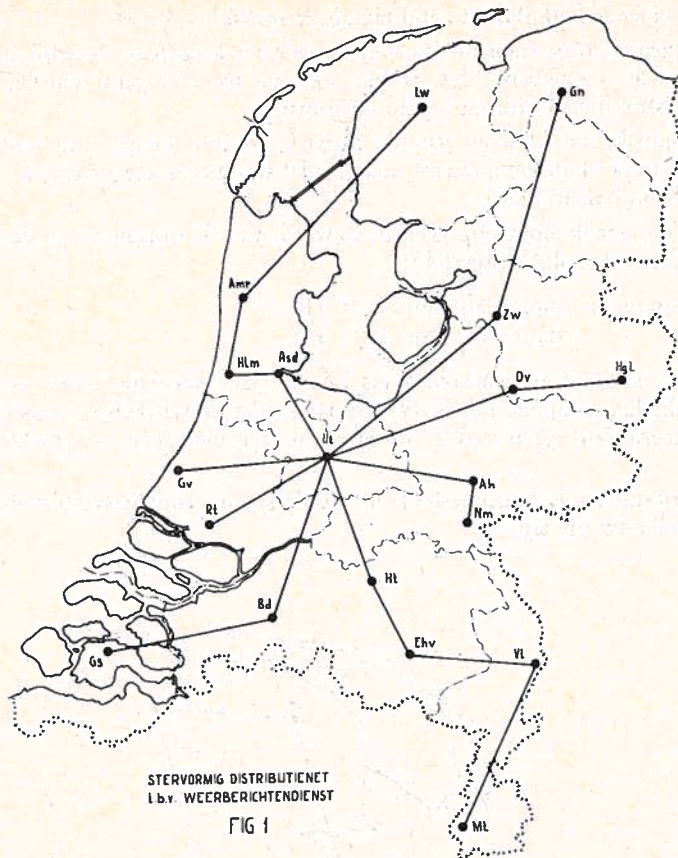 Lw
Gn
Amr
Zw
Hlm
Asd
Hgl
Dv
Ut
Gv
Ah
Rt
Nm
Ht
Bd
Ehv
Vl
Gs
STERVORMIG DISTRIBUTIENET
t.b.v. WEERBERICHTENDIENST
FIG 1
Mt